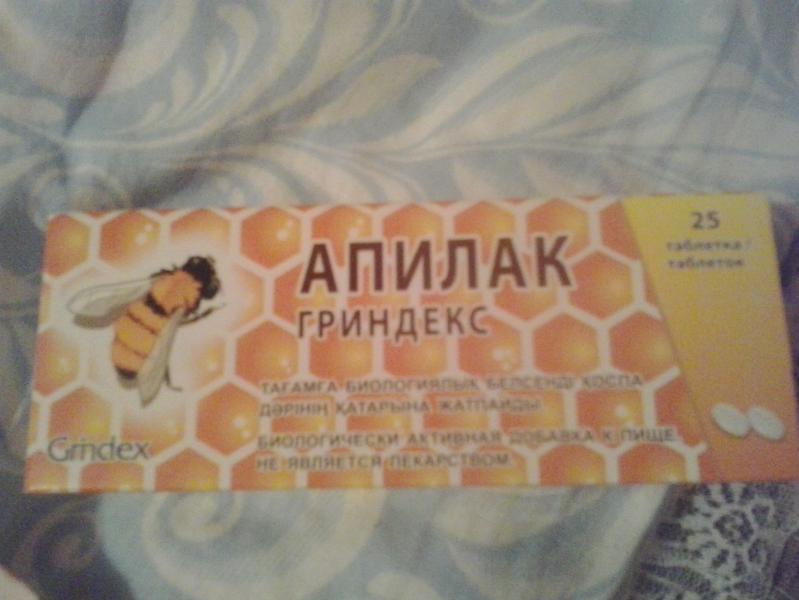 АПИЛАК
ГРИНДЕКС
25
таблетка/
таблеток
ТАҒАМҒА БИОЛОГИЯЛЫҚ БЕЛСЕНДІ ҚОСПА
ДӘРІНІҢ ҚАТАРЫНА ЖАТПАЙДЫ.
БИОЛОГИЧЕСКИ АКТИВНАЯ ДОБАВКА К ПИЩЕ.
НЕ ЯВЛЯЕТСЯ ЛЕКАРСТВОМ.
Grindex